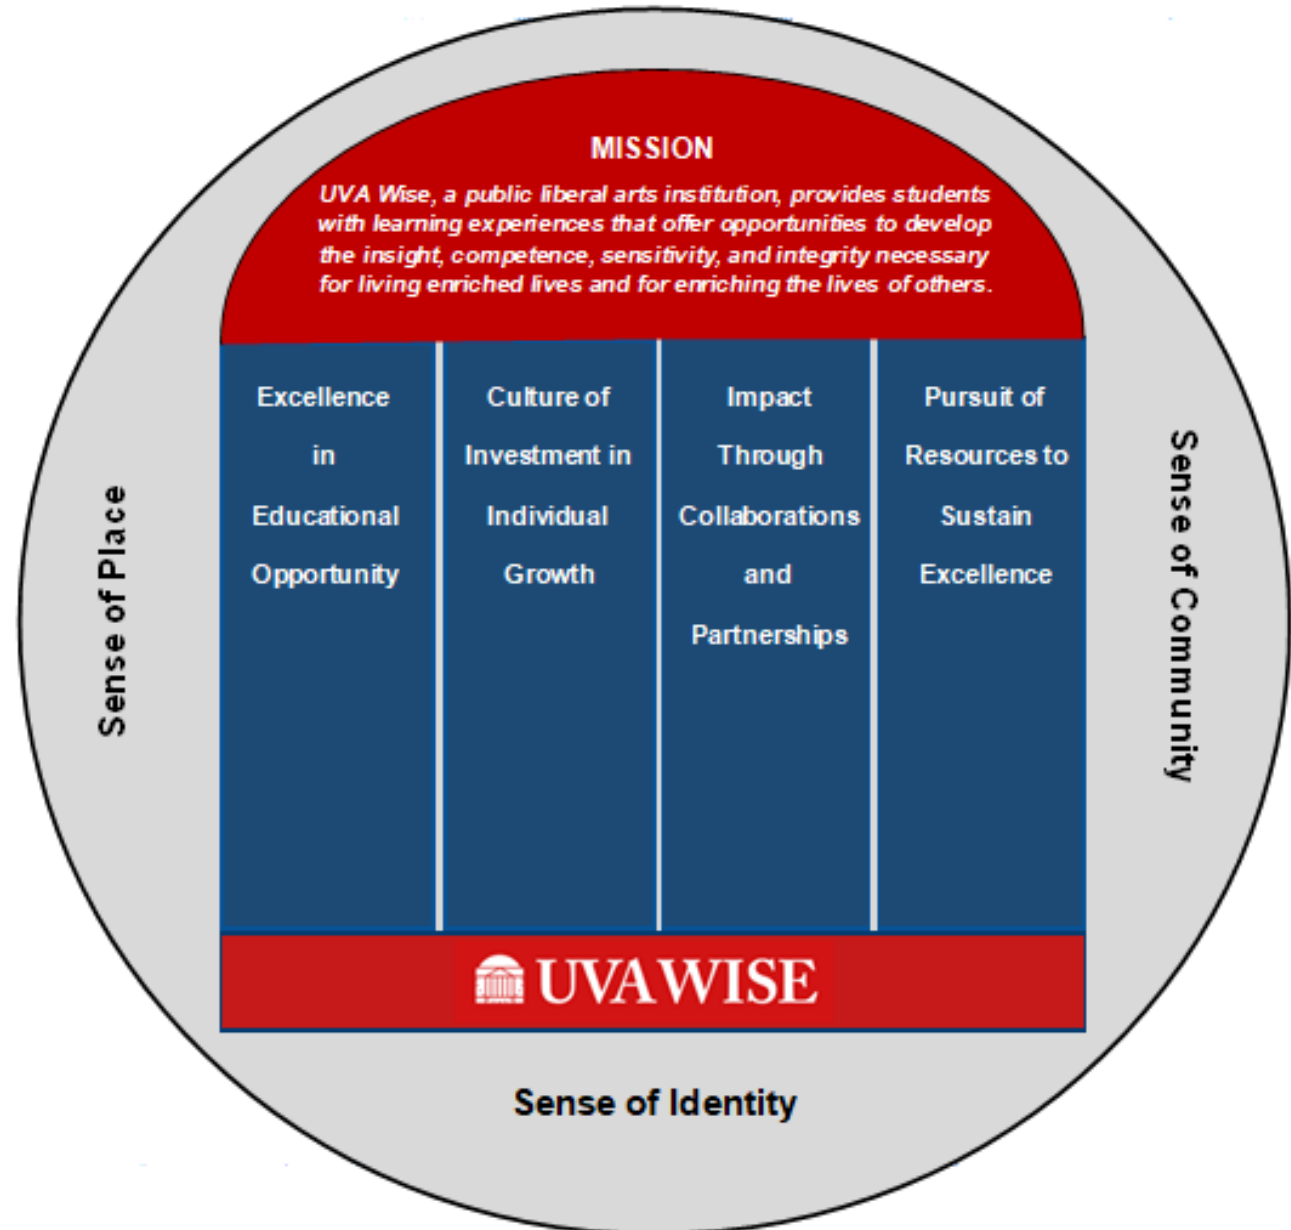 MISSION
UVA Wise, a public liberal arts institution, provides students
with learning experiences that offer opportunities to develop
the insight, competence, sensitivity, and integrity necessary
for living enriched lives and for enriching the lives of others.
Excellence
in
Educational
Opportunity
Culture of
Investment in
Individual
Growth
Impact
Through
Collaborations
and
Partnerships
Pursuit of
Resources to
Sustain
Excellence
Sense of Place
Sense of Community
UVA WISE
Sense of Identity